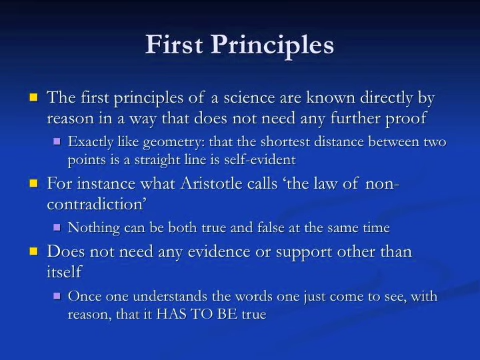 First Principles
The first principles of a science are known directly by
reason in a way that does not need any further proof
Exactly like geometry: that the shortest distance between two
points is a straight line is self-evident
For instance what Aristotle calls ‘the law of non-
contradiction’
Nothing can be both true and false at the same time
Does not need any evidence or support other than
itself
Once one understands the words one just come to see, with
reason, that it HAS TO BE true